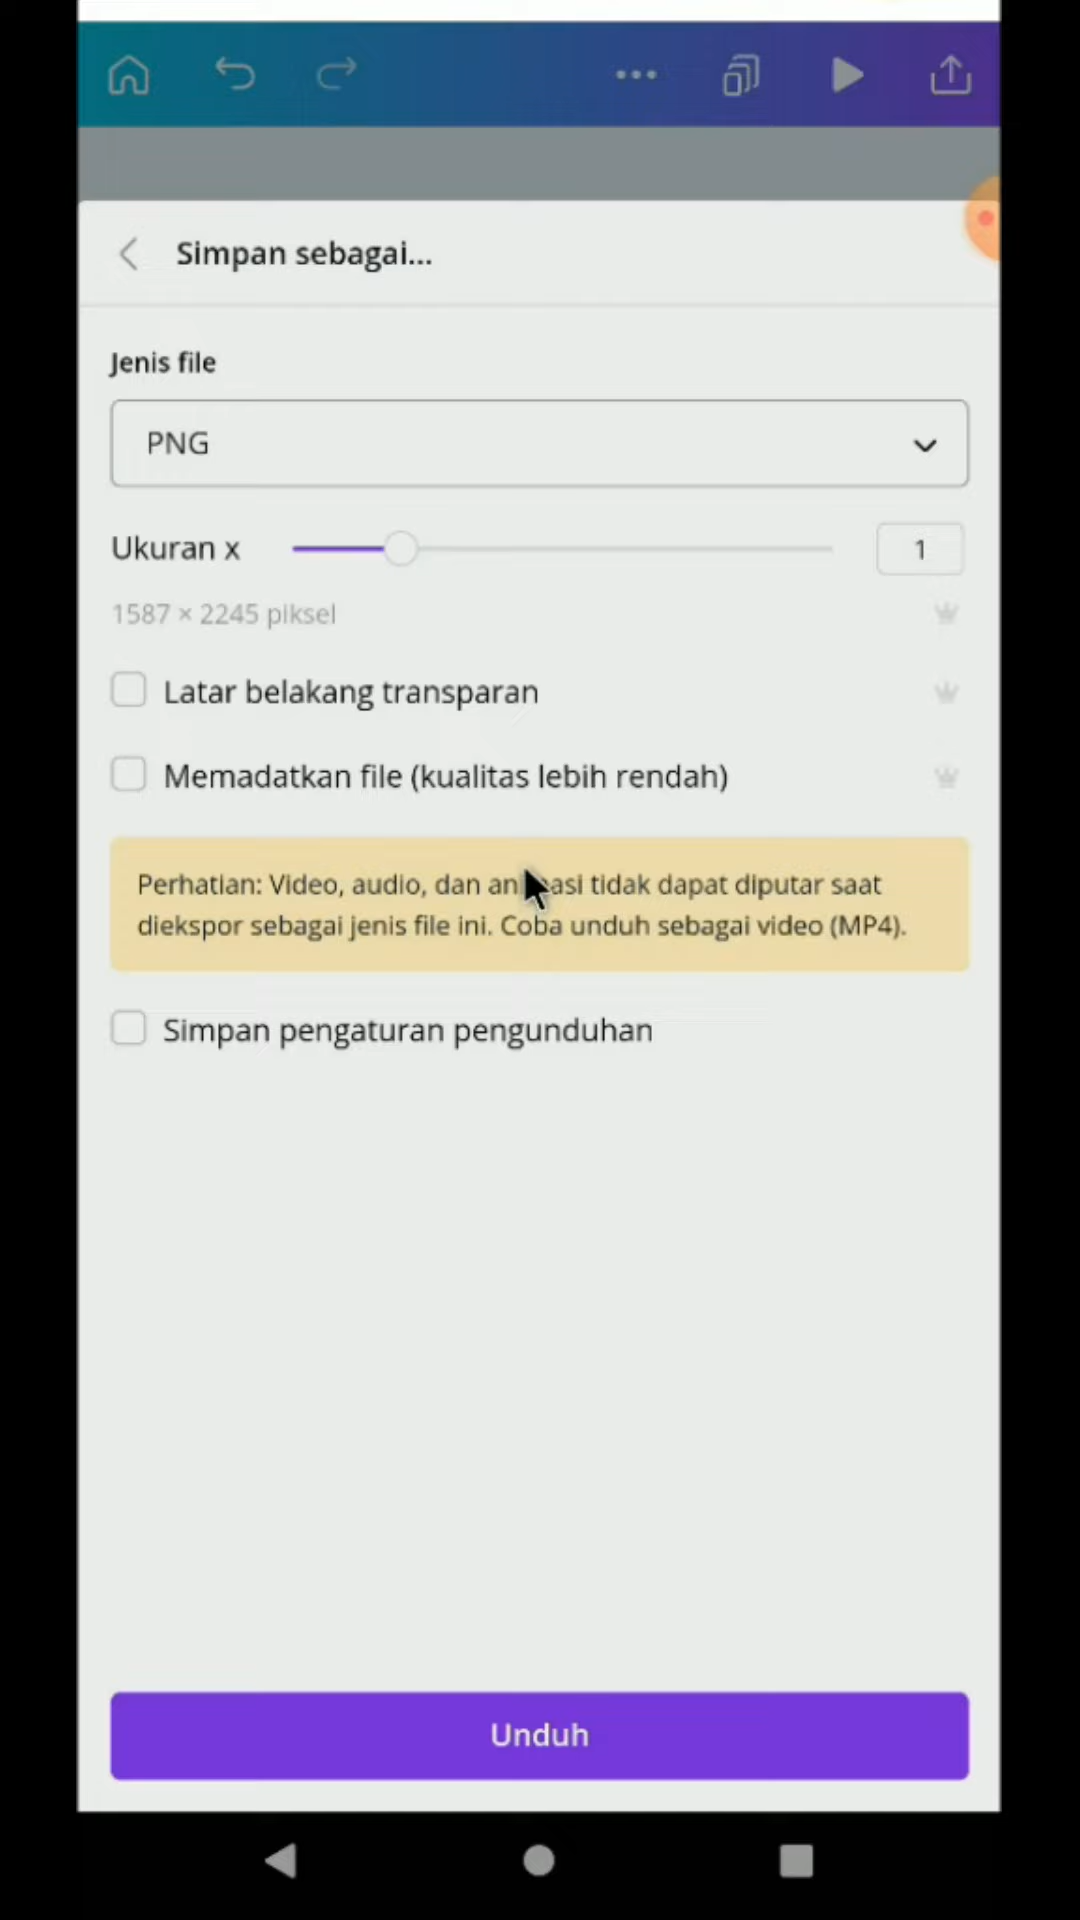 Simpan sebagai...
Jenis file
PNG
Ukuran x
1
1587 × 2245 piksel
Latar belakang transparan
Memadatkan file (kualitas lebih rendah)
Perhatian: Video, audio, dan animasi tidak dapat diputar saat
diekspor sebagai jenis file ini. Coba unduh sebagai video (MP4).
Simpan pengaturan pengunduhan
Unduh